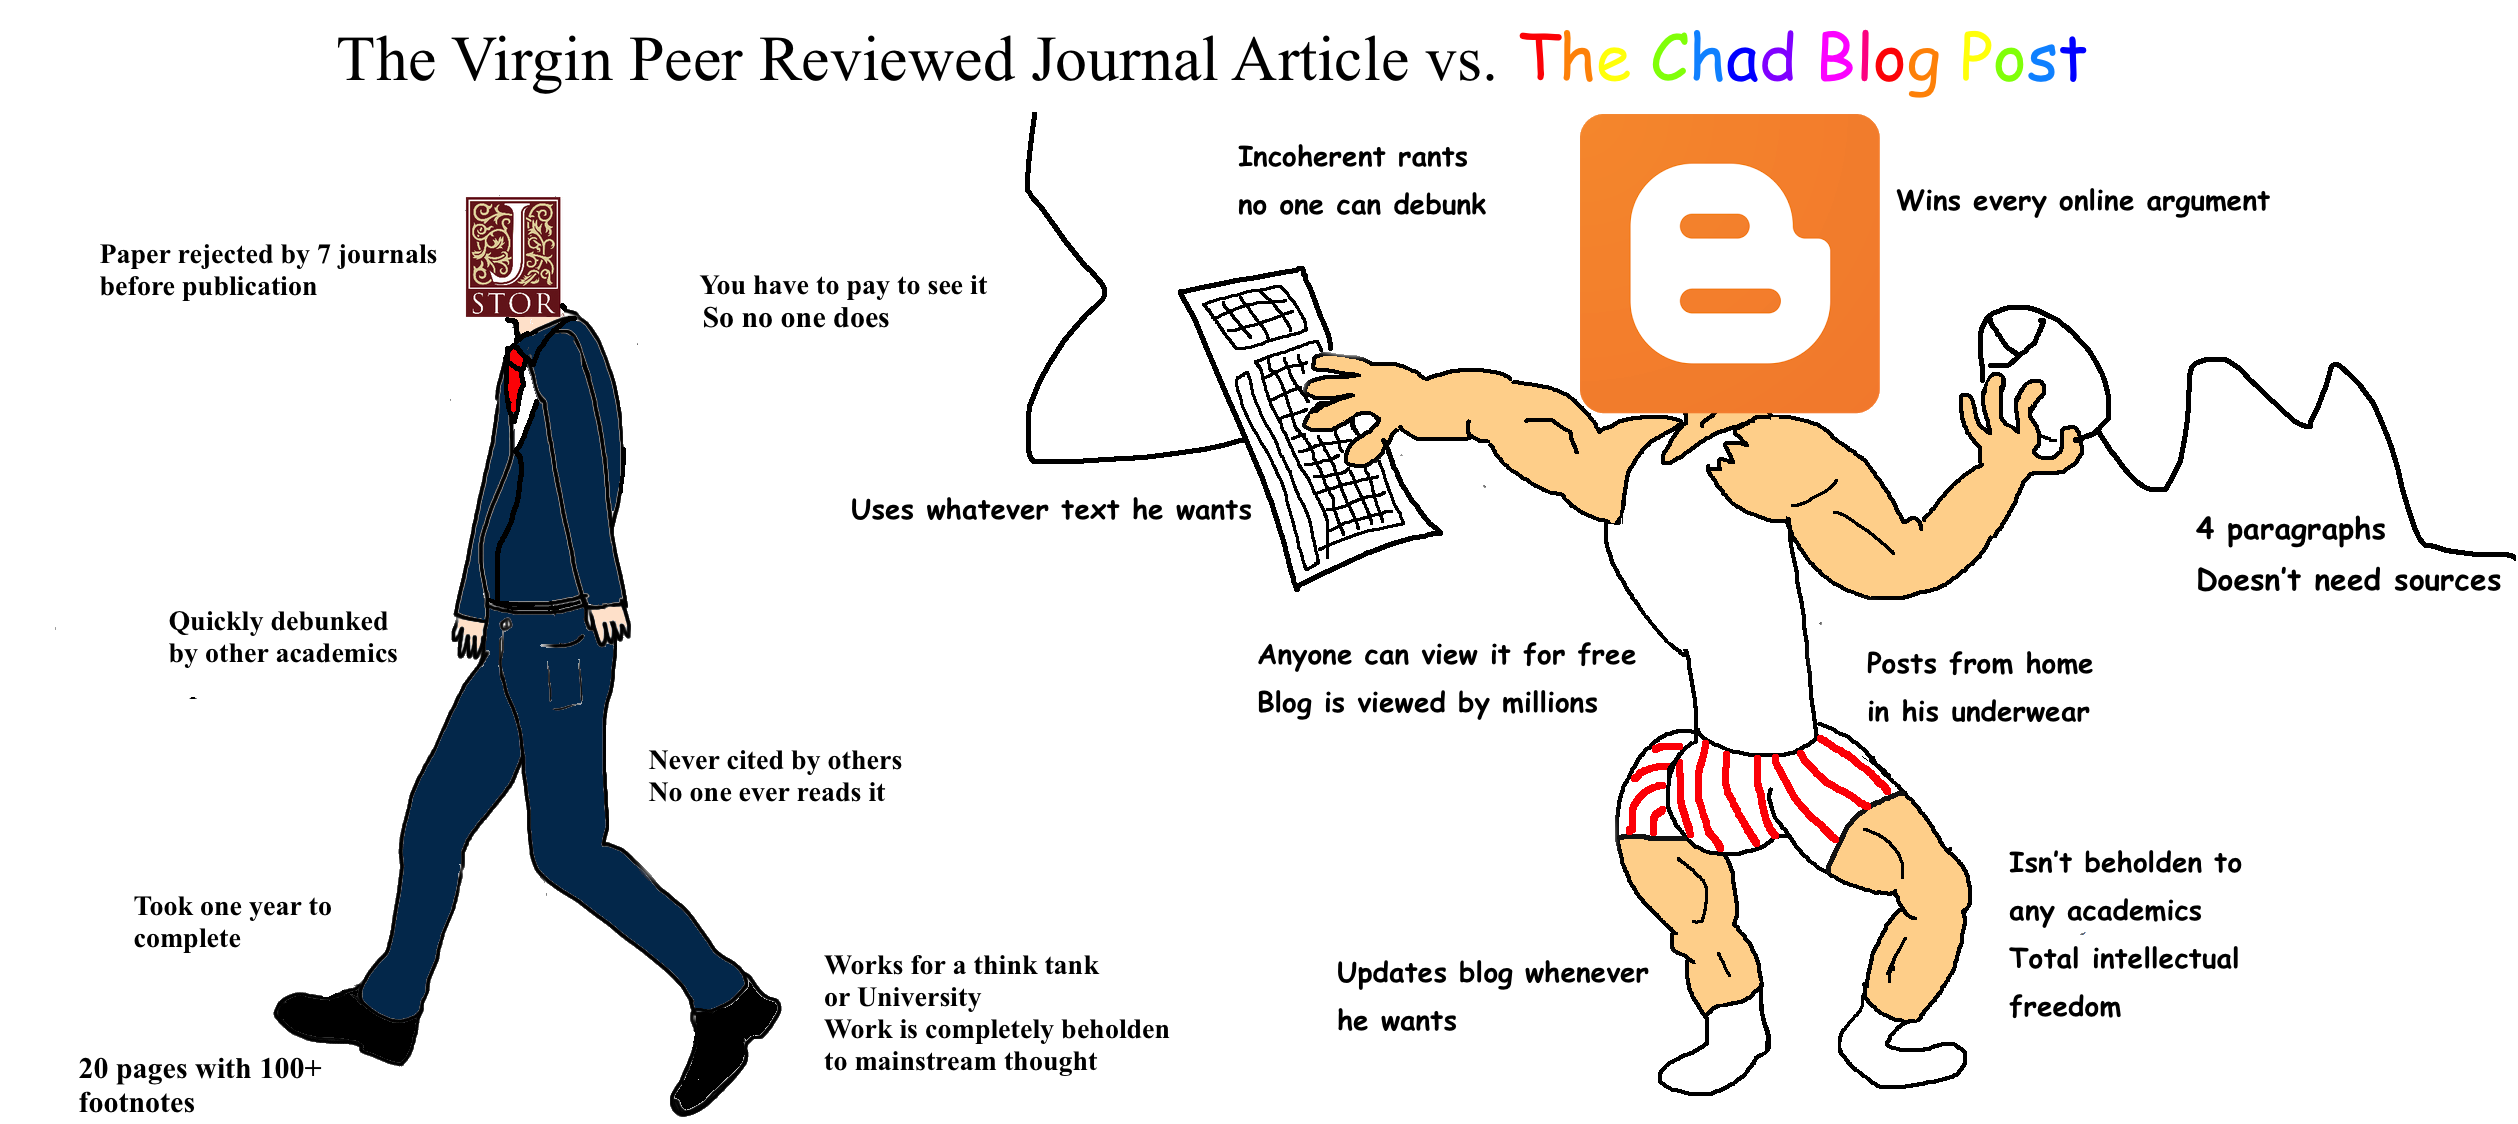 The Virgin Peer Reviewed Journal Article vs. The Chad Blog Post
Paper rejected by 7 journals
before publication
J
STOR
You have to pay to see it
So no one does
Quickly debunked
by other academics
Never cited by others
No one ever reads it
Took one year to
complete
Works for a think tank
or University
Work is completely beholden
to mainstream thought
20 pages with 100+
footnotes
Incoherent rants
no one can debunk
Wins every online argument
Uses whatever text he wants
4 paragraphs
Doesn't need sources
Anyone can view it for free
Blog is viewed by millions
Posts from home
in his underwear
Isn't beholden to
any academics
Total intellectual
freedom
Updates blog whenever
he wants